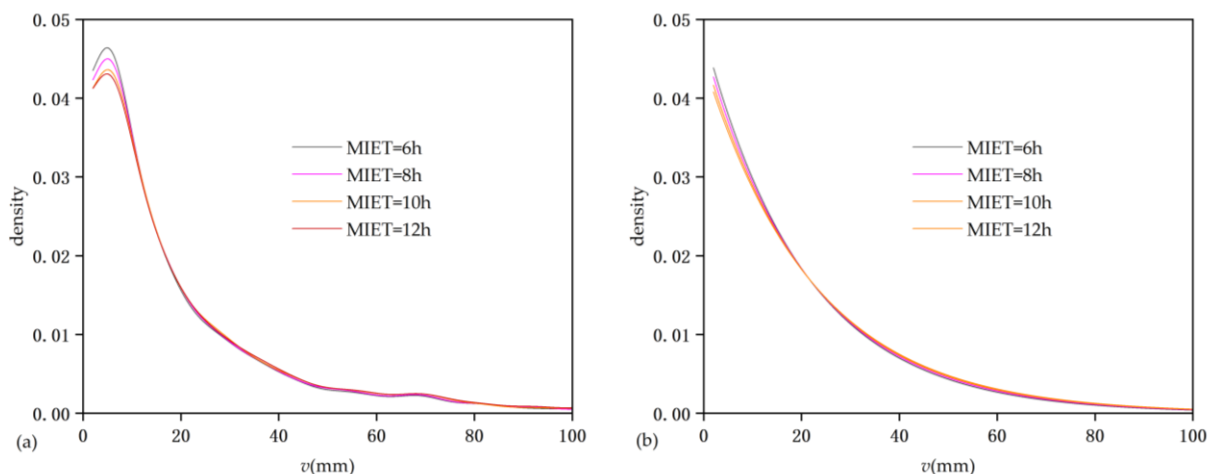 0. 05
0. 04
0. 03
0. 02
0. 01
0. 00
density
MIET=6h
MIET=8h
MIET=10h
MIET=12h
0 20 40 60 80 100
(a)
v(mm)
0. 05
0. 04
0. 03
0. 02
0. 01
0. 00
density
MIET=6h
MIET=8h
MIET=10h
MIET=12h
0 20 40 60 80 100
(b)
v(mm)